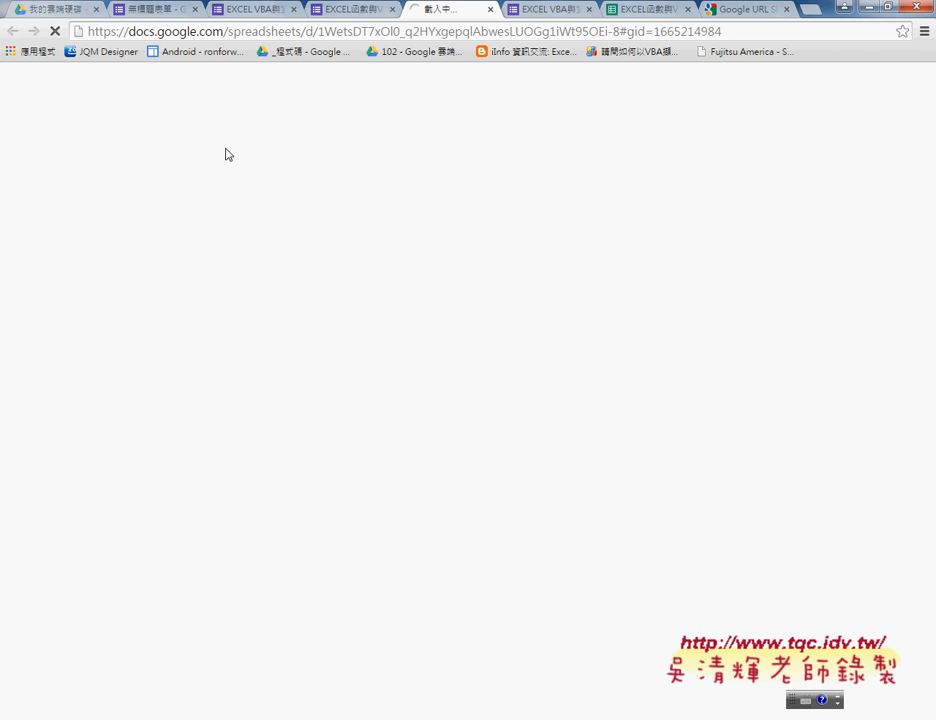 我的雲端硬碟 -
無標題表單 - G
EXCEL VBA與
EXCEL函數與V
載入中...
EXCEL VBA與
EXCEL函數與V
Google URL S
https://docs.google.com/spreadsheets/d/1WetsDT7xOl0_q2HYxgepqlAbwesLUOGg1iWt95OEi-8#gid=1665214984
應用程式
JQM Designer
Android - ronforw...
_程式碼 - Google ...
102 - Google 雲端...
iInfo 資訊交流: Exce...
請問如何以VBA擷...
Fujitsu America - S...
http://www.tqc.idv.tw/
吳清輝老師錄製